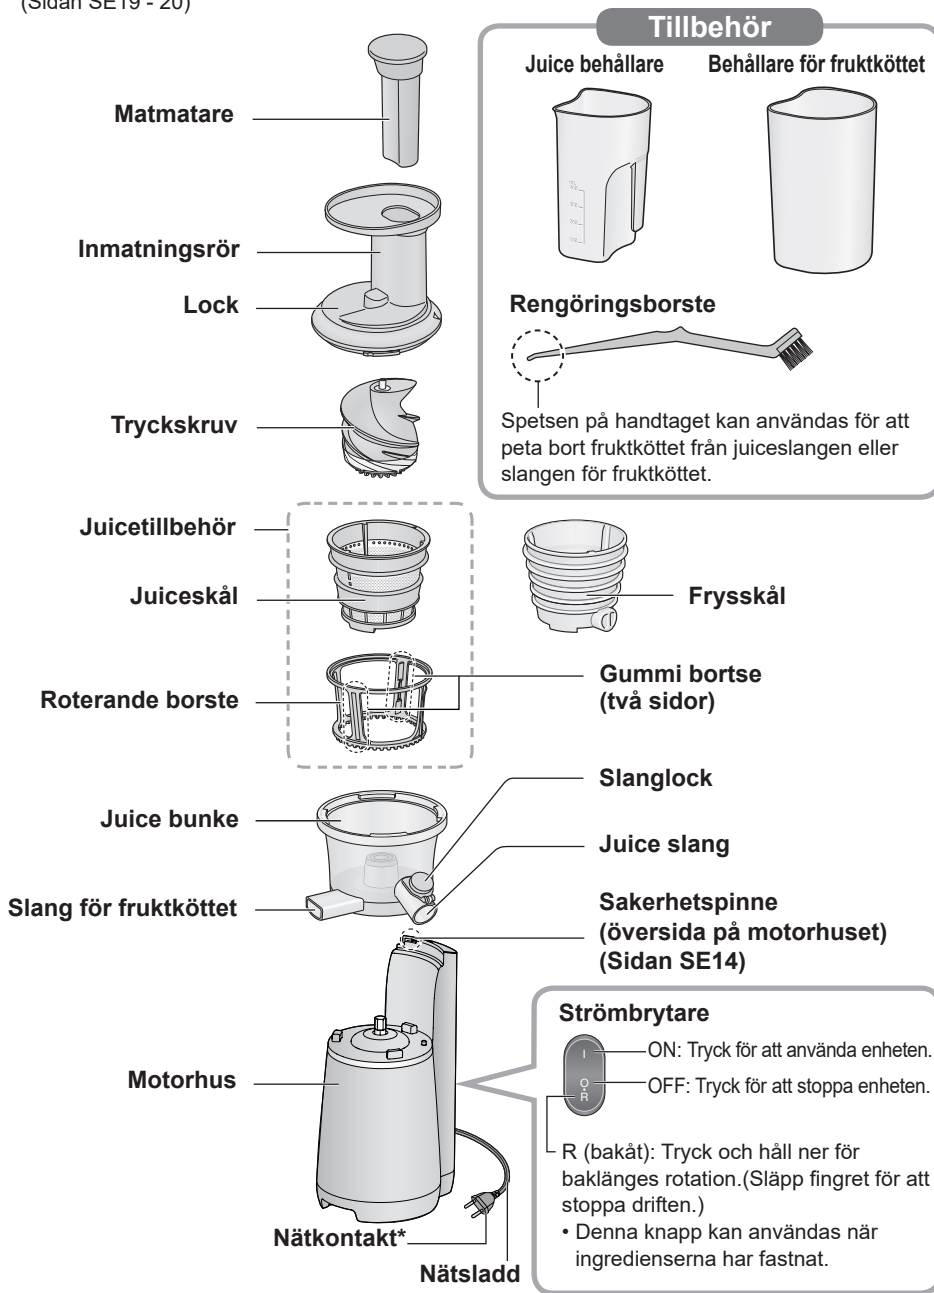 (Sidan SE19 - 20)
Tillbehör
Juice behållare
Behållare för fruktköttet
Rengöringsborste
Spetsen på handtaget kan användas för att
peta bort fruktköttet från juiceslangen eller
slangen för fruktköttet.
Matmatare
Inmatningsrör
Lock
Tryckskruv
Juicetillbehör
Juiceskål
Frysskål
Roterande borste
Gummi bortse
(två sidor)
Slanglock
Juice bunke
Juice slang
Slang för fruktköttet
Sakerhetspinne
(översida på motorhuset)
(Sidan SE14)
Motorhus
Nätkontakt*
Nätsladd
Strömbrytare
I
ON: Tryck för att använda enheten.
O
OFF: Tryck för att stoppa enheten.
R
R (bakåt): Tryck och håll ner för
baklänges rotation.(Släpp fingret för att
stoppa driften.)
• Denna knapp kan användas när
ingredienserna har fastnat.